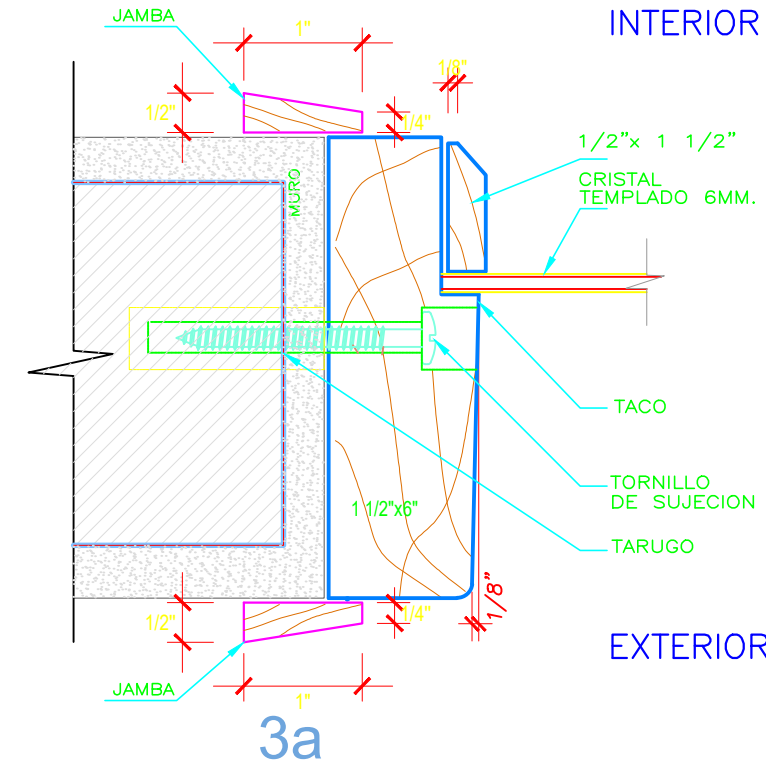 JAMBA
1"
INTERIOR
1/8"
1/2"
1/4"
1/2"x 1 1/2"
CRISTAL
TEMPLADO 6MM.
MURO
TACO
TORNILLO
DE SUJECION
1 1/2"x6"
TARUGO
1/8"
1/2"
1/4"
EXTERIOR
JAMBA
1"
3a